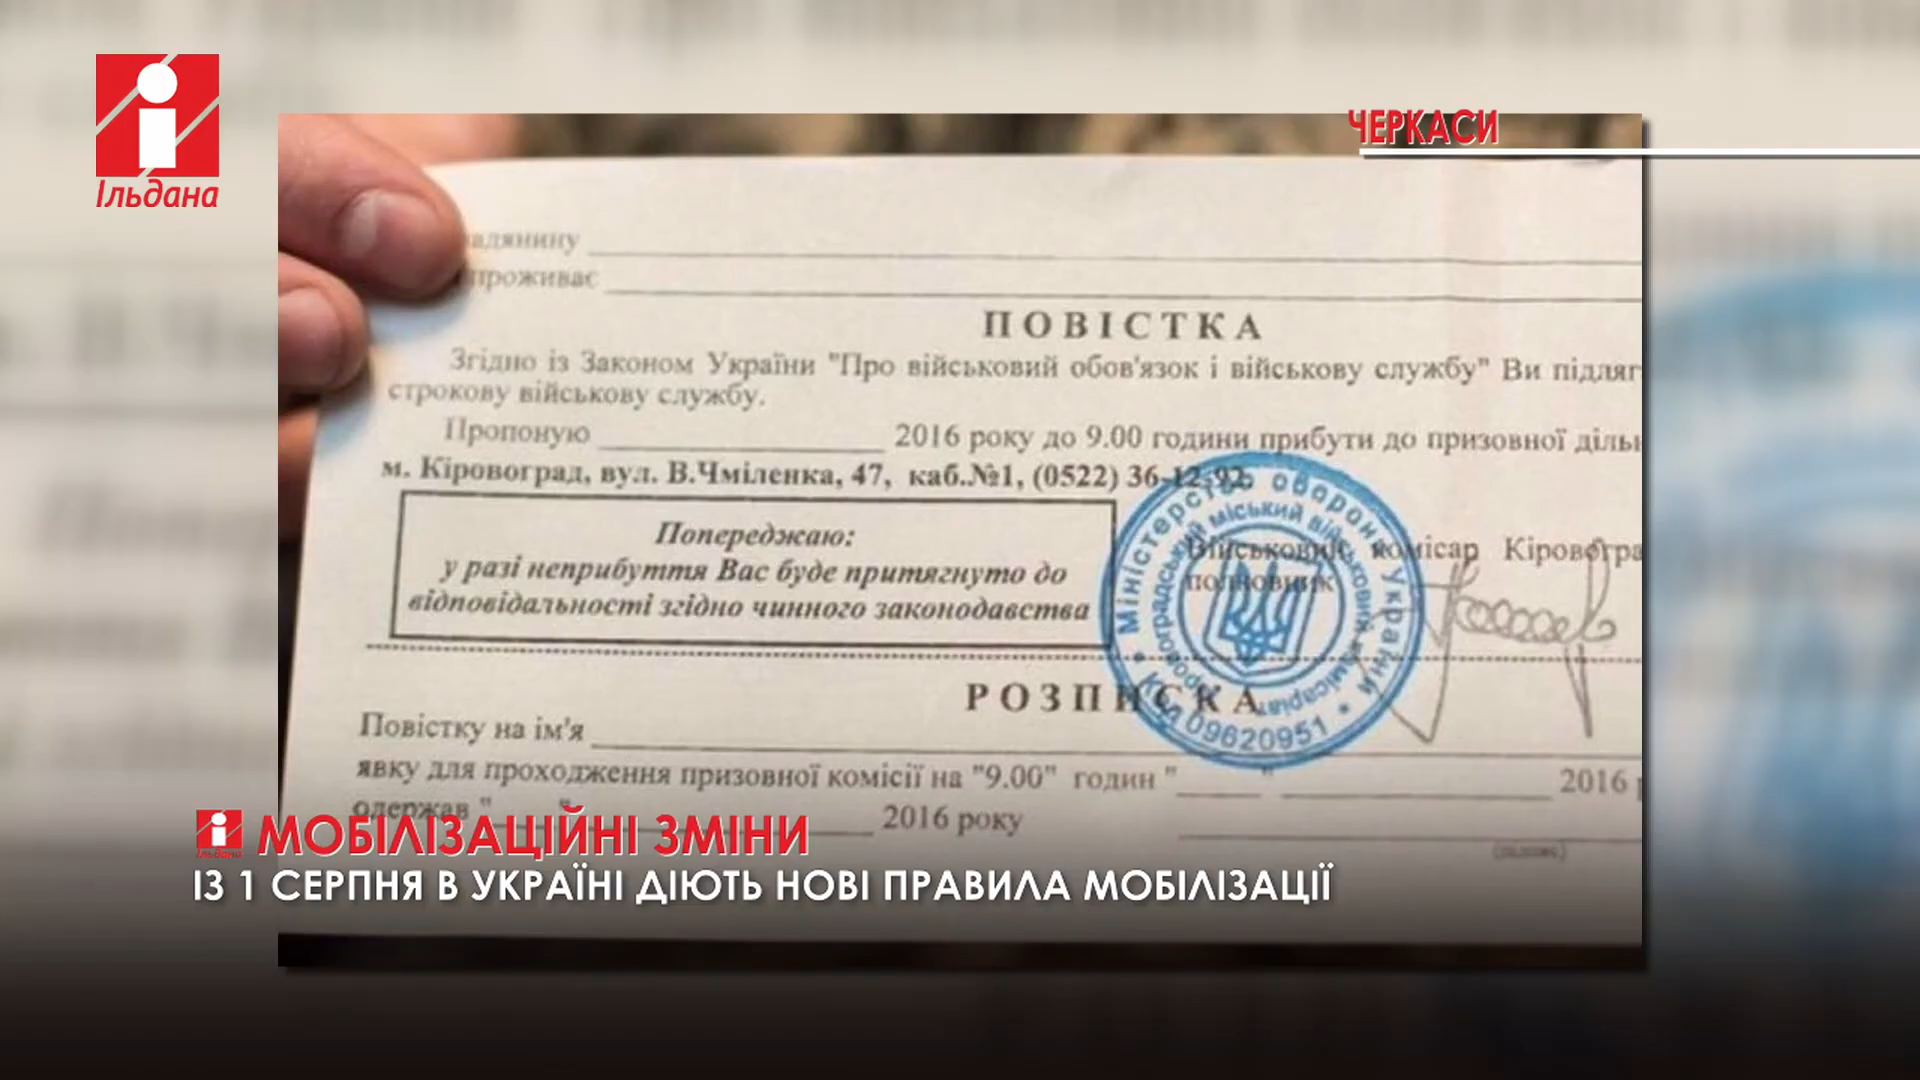 Ільдана
ЧЕРКАСИ
проживає
ПОВІСТКА
Згідно із Законом України "Про військовий обов'язок і військову службу" Ви підляг
строкову військову службу.
Пропоную 2016 року до 9.00 години прибути до призовної діль
м. Кіровоград, вул. В.Чміленка, 47, каб.№1, (0522) 36-12-92.
Попереджаю:
у разі неприбуття Вас буде притягнуто до
відповідальності згідно чинного законодавства
Військовий комісар Кіровогра
полковник
Міністерство оборони України
09620951
РОЗПИСКА
Повістку на ім'я
явку для проходження призовної комісії на "9.00" годин " " 2016 р
одержав " " 2016 року
(підпис)
Ільдана
МОБІЛІЗАЦІЙНІ ЗМІНИ
ІЗ 1 СЕРПНЯ В УКРАЇНІ ДІЮТЬ НОВІ ПРАВИЛА МОБІЛІЗАЦІЇ